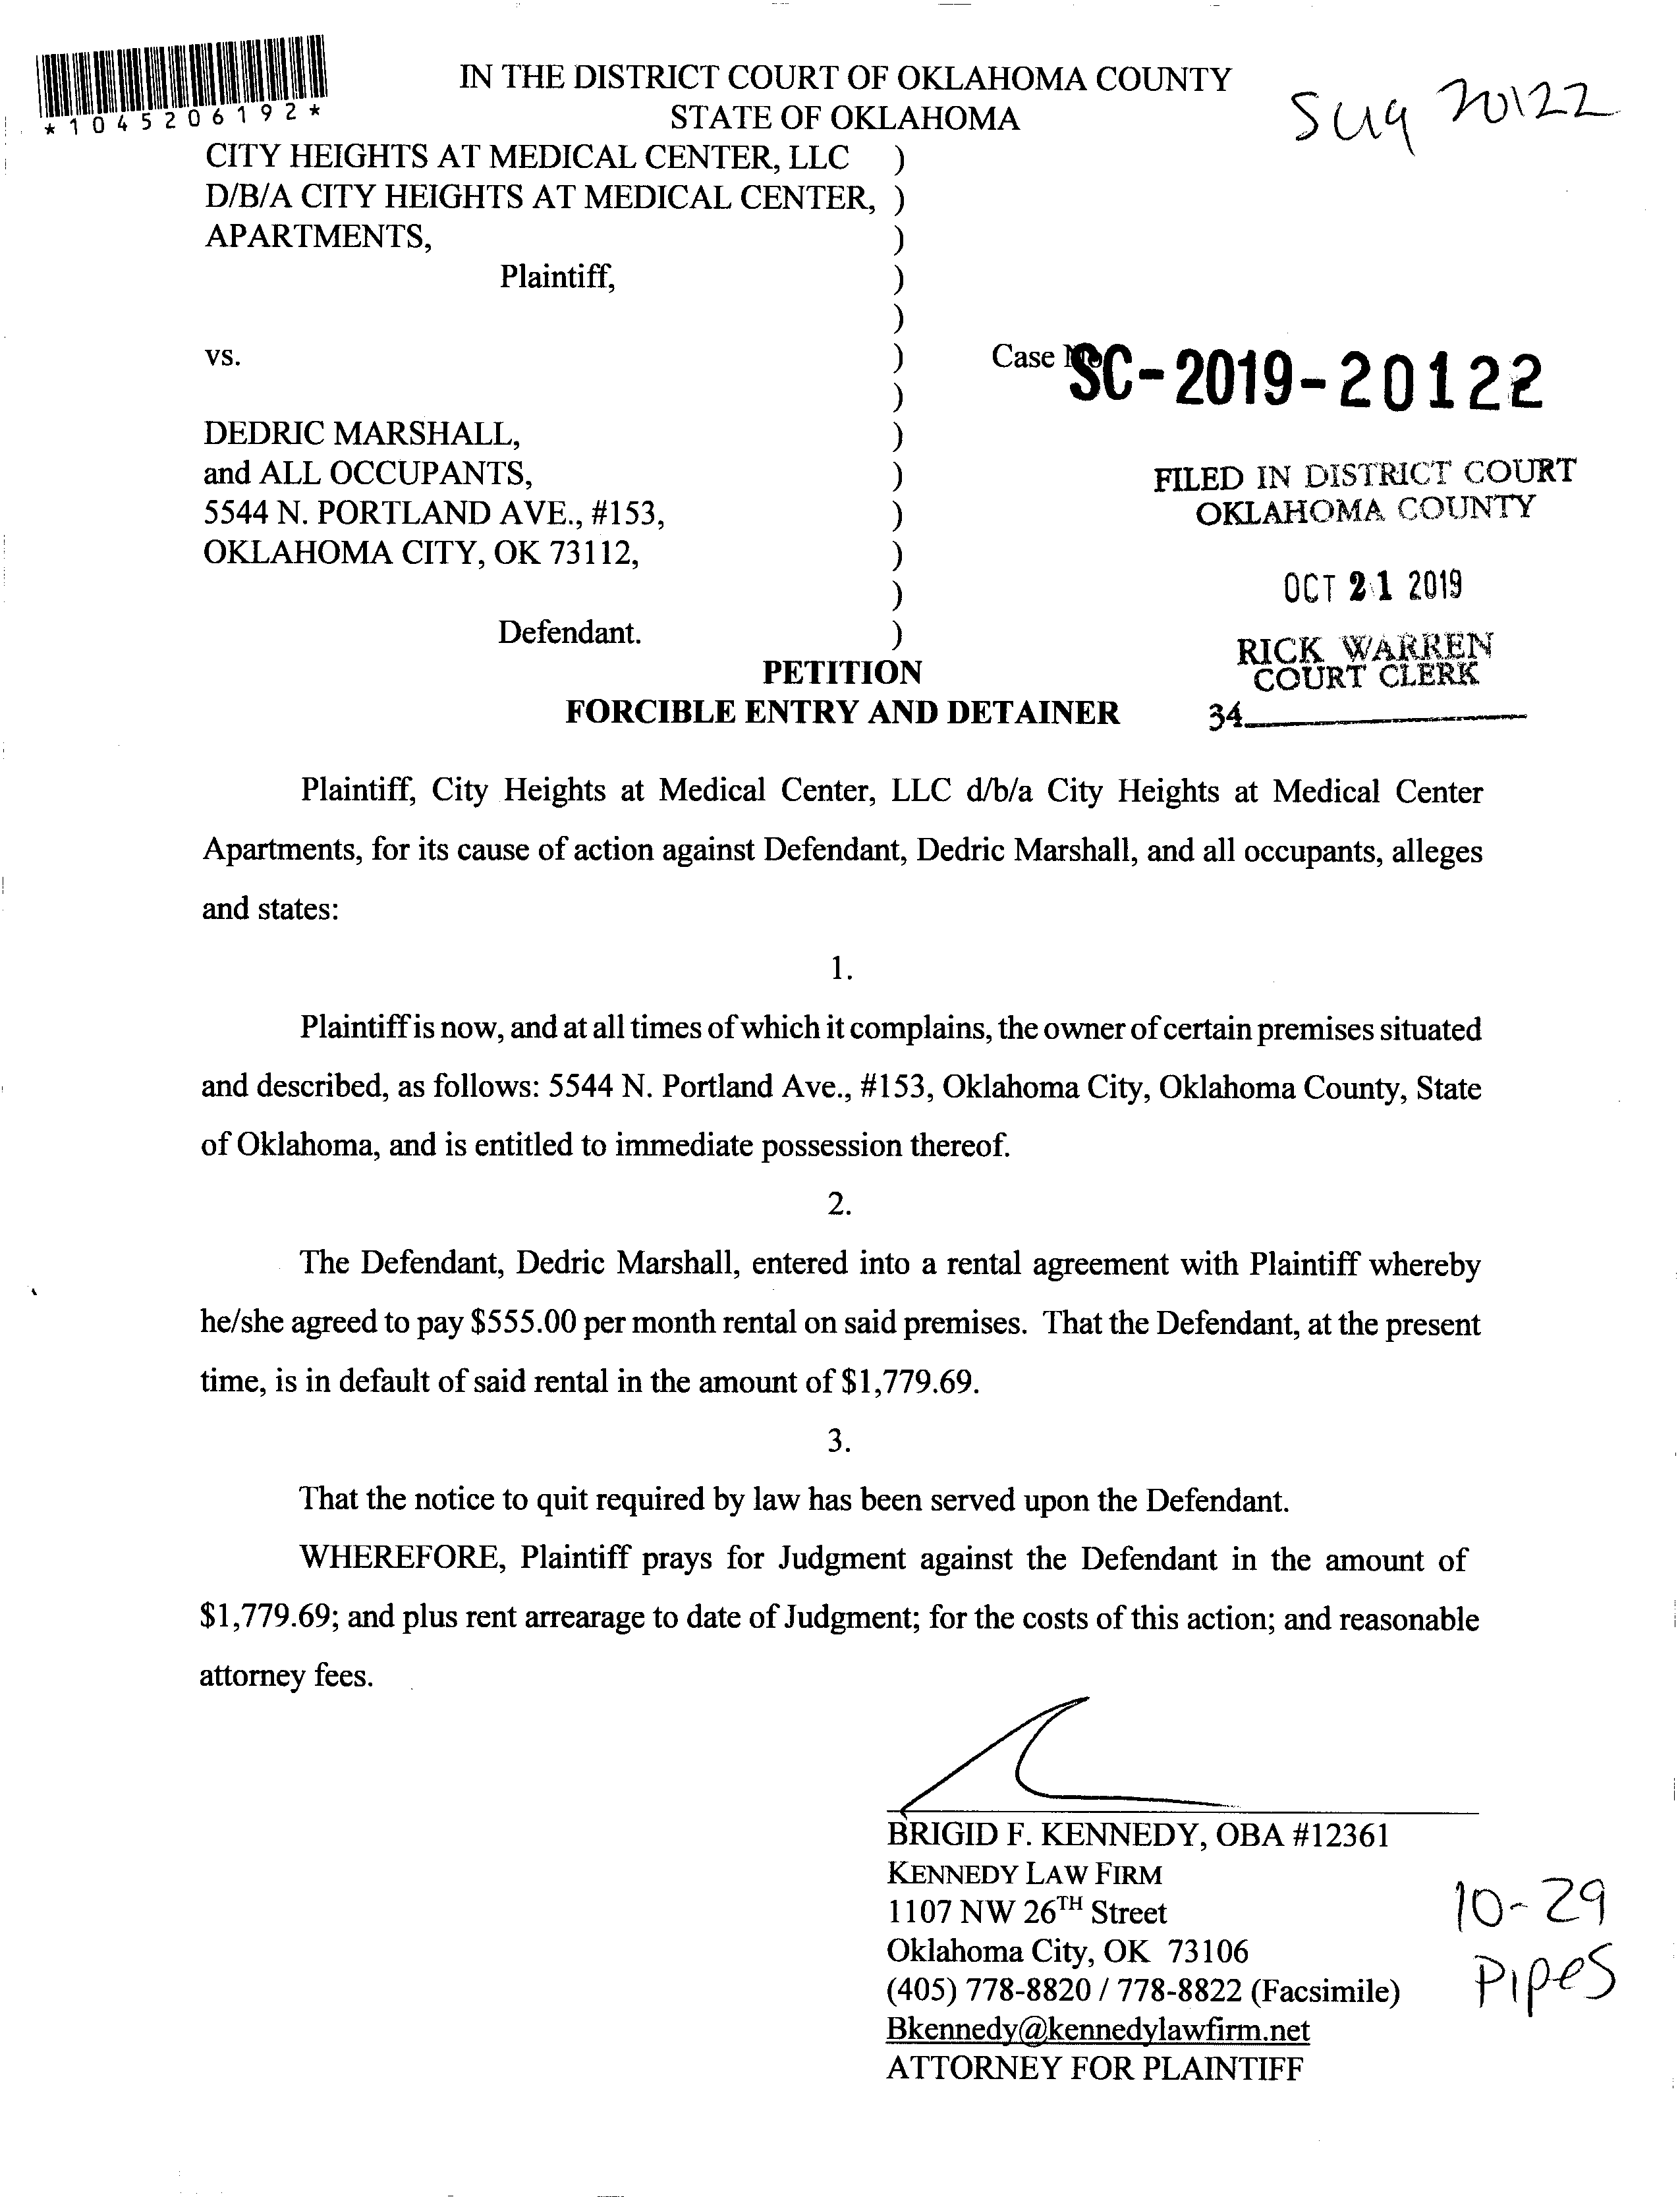 *1045206192*
IN THE DISTRICT COURT OF OKLAHOMA COUNTY
STATE OF OKLAHOMA
CITY HEIGHTS AT MEDICAL CENTER, LLC )
D/B/A CITY HEIGHTS AT MEDICAL CENTER, )
APARTMENTS, )
Plaintiff, )
)
vs. ) Case No. SC-2019-20122
)
DEDRIC MARSHALL, )
and ALL OCCUPANTS, )
5544 N. PORTLAND AVE., #153, )
OKLAHOMA CITY, OK 73112, )
)
Defendant. )
FILED IN DISTRICT COURT
OKLAHOMA COUNTY
OCT 21 2019
RICK WARREN
COURT CLERK
34
PETITION
FORCIBLE ENTRY AND DETAINER
Plaintiff, City Heights at Medical Center, LLC d/b/a City Heights at Medical Center
Apartments, for its cause of action against Defendant, Dedric Marshall, and all occupants, alleges
and states:
1.
Plaintiff is now, and at all times of which it complains, the owner of certain premises situated
and described, as follows: 5544 N. Portland Ave., #153, Oklahoma City, Oklahoma County, State
of Oklahoma, and is entitled to immediate possession thereof.
2.
The Defendant, Dedric Marshall, entered into a rental agreement with Plaintiff whereby
he/she agreed to pay $555.00 per month rental on said premises. That the Defendant, at the present
time, is in default of said rental in the amount of $1,779.69.
3.
That the notice to quit required by law has been served upon the Defendant.
WHEREFORE, Plaintiff prays for Judgment against the Defendant in the amount of
$1,779.69; and plus rent arrearage to date of Judgment; for the costs of this action; and reasonable
attorney fees.
BRIGID F. KENNEDY, OBA #12361
KENNEDY LAW FIRM
1107 NW 26TH Street
Oklahoma City, OK 73106
(405) 778-8820 / 778-8822 (Facsimile)
Bkennedy@kennedylawfirm.net
ATTORNEY FOR PLAINTIFF
10-29
Pipes